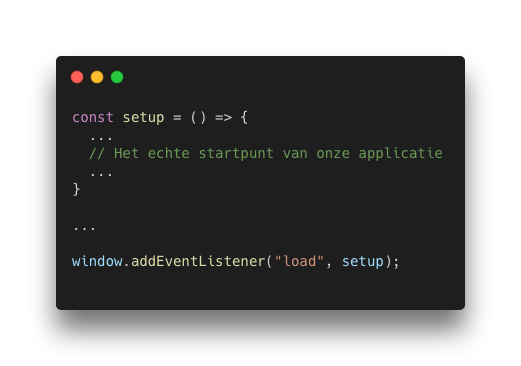 const setup = () => {
  ...
  // Het echte startpunt van onze applicatie
  ...
}
...
window.addEventListener("load", setup);